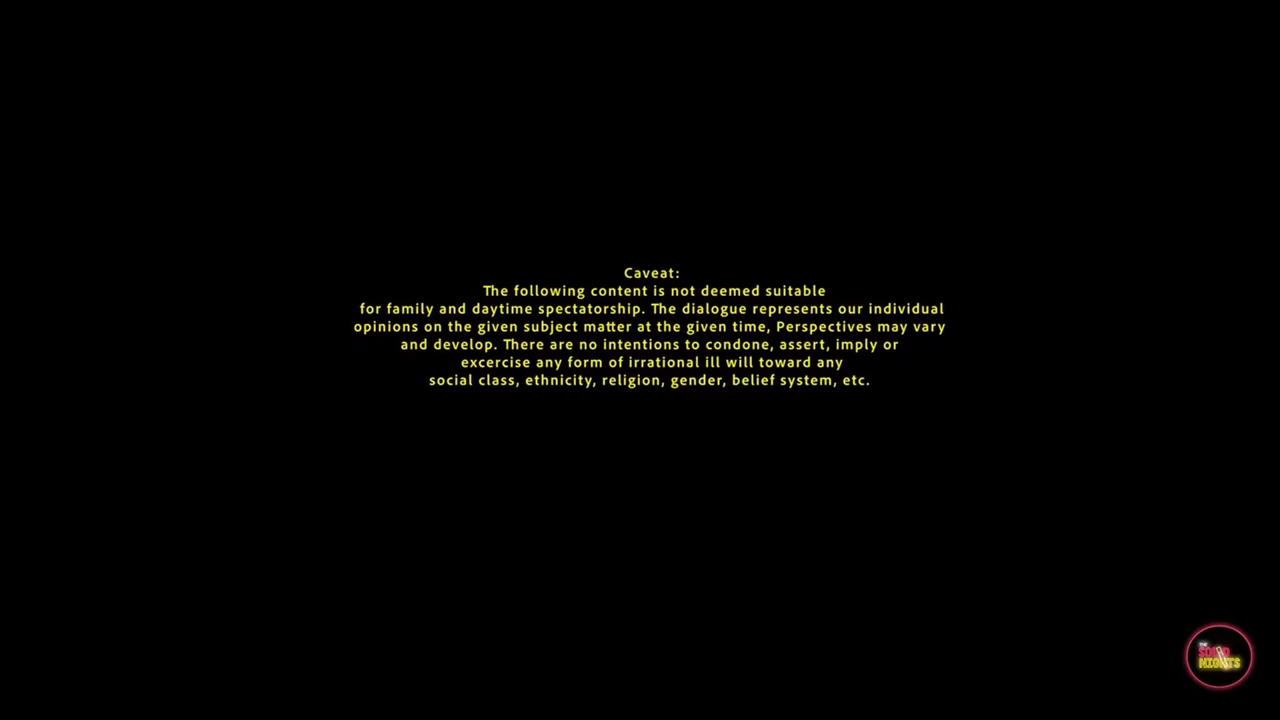 Caveat:
The following content is not deemed suitable
for family and daytime spectatorship. The dialogue represents our individual
opinions on the given subject matter at the given time, Perspectives may vary
and develop. There are no intentions to condone, assert, imply or
excercise any form of irrational ill will toward any
social class, ethnicity, religion, gender, belief system, etc.
THE
NIGHTS